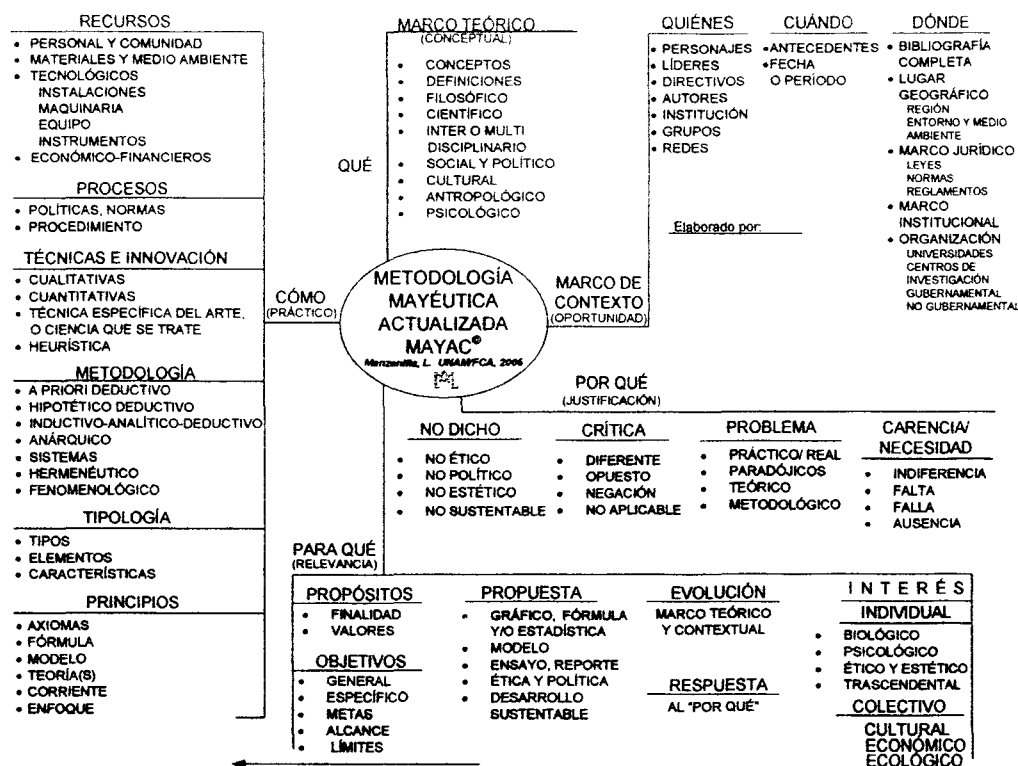 RECURSOS
• PERSONAL Y COMUNIDAD
• MATERIALES Y MEDIO AMBIENTE
• TECNOLÓGICOS
INSTALACIONES
MAQUINARIA
EQUIPO
INSTRUMENTOS
• ECONÓMICO-FINANCIEROS
PROCESOS
• POLÍTICAS, NORMAS
• PROCEDIMIENTO
TÉCNICAS E INNOVACIÓN
• CUALITATIVAS
• CUANTITATIVAS
• TÉCNICA ESPECÍFICA DEL ARTE,
O CIENCIA QUE SE TRATE
• HEURÍSTICA
METODOLOGÍA
• A PRIORI DEDUCTIVO
• HIPOTÉTICO DEDUCTIVO
• INDUCTIVO-ANALÍTICO-DEDUCTIVO
• ANÁRQUICO
• SISTEMAS
• HERMENÉUTICO
• FENOMENOLÓGICO
TIPOLOGÍA
• TIPOS
• ELEMENTOS
• CARACTERÍSTICAS
PRINCIPIOS
• AXIOMAS
• FÓRMULA
• MODELO
• TEORÍA(S)
• CORRIENTE
• ENFOQUE
CÓMO
(PRÁCTICO)
QUÉ
MARCO TEÓRICO
(CONCEPTUAL)
• CONCEPTOS
• DEFINICIONES
• FILOSÓFICO
• CIENTÍFICO
• INTER O MULTI
DISCIPLINARIO
• SOCIAL Y POLÍTICO
• CULTURAL
• ANTROPOLÓGICO
• PSICOLÓGICO
METODOLOGÍA
MAYÉUTICA
ACTUALIZADA
MAYAC©
Manzanilla, L. UNAM/FCA, 2006
MARCO DE
CONTEXTO
(OPORTUNIDAD)
QUIÉNES
• PERSONAJES
• LÍDERES
• DIRECTIVOS
• AUTORES
• INSTITUCIÓN
• GRUPOS
• REDES
CUÁNDO
• ANTECEDENTES
• FECHA
O PERÍODO
DÓNDE
• BIBLIOGRAFÍA
COMPLETA
• LUGAR
GEOGRÁFICO
REGIÓN
ENTORNO Y MEDIO
AMBIENTE
• MARCO JURÍDICO
LEYES
NORMAS
REGLAMENTOS
• MARCO
INSTITUCIONAL
• ORGANIZACIÓN
UNIVERSIDADES
CENTROS DE
INVESTIGACIÓN
GUBERNAMENTAL
NO GUBERNAMENTAL
Elaborado por:
POR QUÉ
(JUSTIFICACIÓN)
NO DICHO
• NO ÉTICO
• NO POLÍTICO
• NO ESTÉTICO
• NO SUSTENTABLE
CRÍTICA
• DIFERENTE
• OPUESTO
• NEGACIÓN
• NO APLICABLE
PROBLEMA
• PRÁCTICO/ REAL
• PARADÓJICOS
• TEÓRICO
• METODOLÓGICO
CARENCIA/
NECESIDAD
• INDIFERENCIA
• FALTA
• FALLA
• AUSENCIA
PARA QUÉ
(RELEVANCIA)
PROPÓSITOS
• FINALIDAD
• VALORES
OBJETIVOS
• GENERAL
• ESPECÍFICO
• METAS
• ALCANCE
• LÍMITES
PROPUESTA
• GRÁFICO, FÓRMULA
Y/O ESTADÍSTICA
• MODELO
• ENSAYO, REPORTE
• ÉTICA Y POLÍTICA
• DESARROLLO
SUSTENTABLE
EVOLUCIÓN
MARCO TEÓRICO
Y CONTEXTUAL
RESPUESTA
AL "POR QUÉ"
INTERÉS
INDIVIDUAL
• BIOLÓGICO
• PSICOLÓGICO
• ÉTICO Y ESTÉTICO
• TRASCENDENTAL
COLECTIVO
CULTURAL
ECONÓMICO
ECOLÓGICO